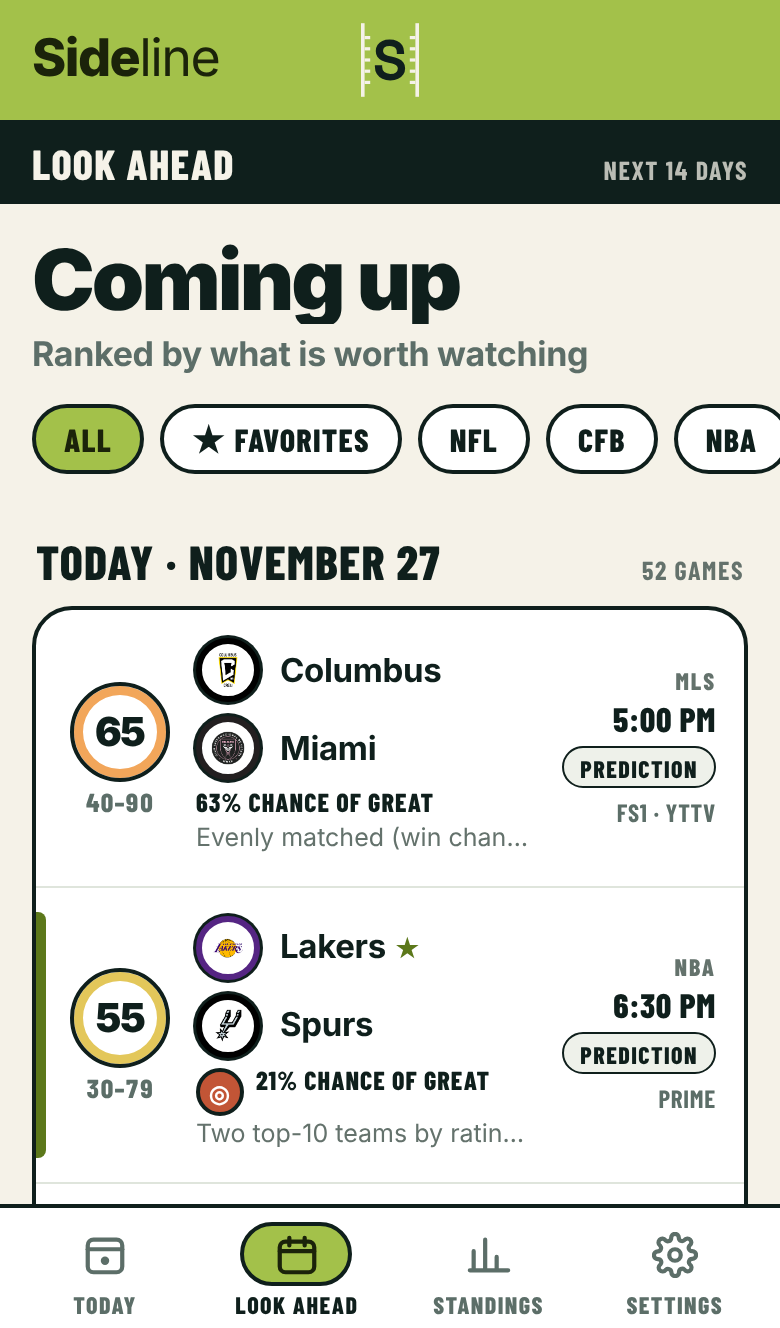 Sideline
S
LOOK AHEAD
NEXT 14 DAYS
Coming up
Ranked by what is worth watching
ALL
★ FAVORITES
NFL
CFB
NBA
TODAY · NOVEMBER 27
52 GAMES
65
40–90
Columbus
Miami
63% CHANCE OF GREAT
Evenly matched (win chan...
MLS
5:00 PM
PREDICTION
FS1 · YTTV
55
30–79
LAKERS
Lakers ★
Spurs
21% CHANCE OF GREAT
Two top-10 teams by ratin...
NBA
6:30 PM
PREDICTION
PRIME
TODAY
LOOK AHEAD
STANDINGS
SETTINGS